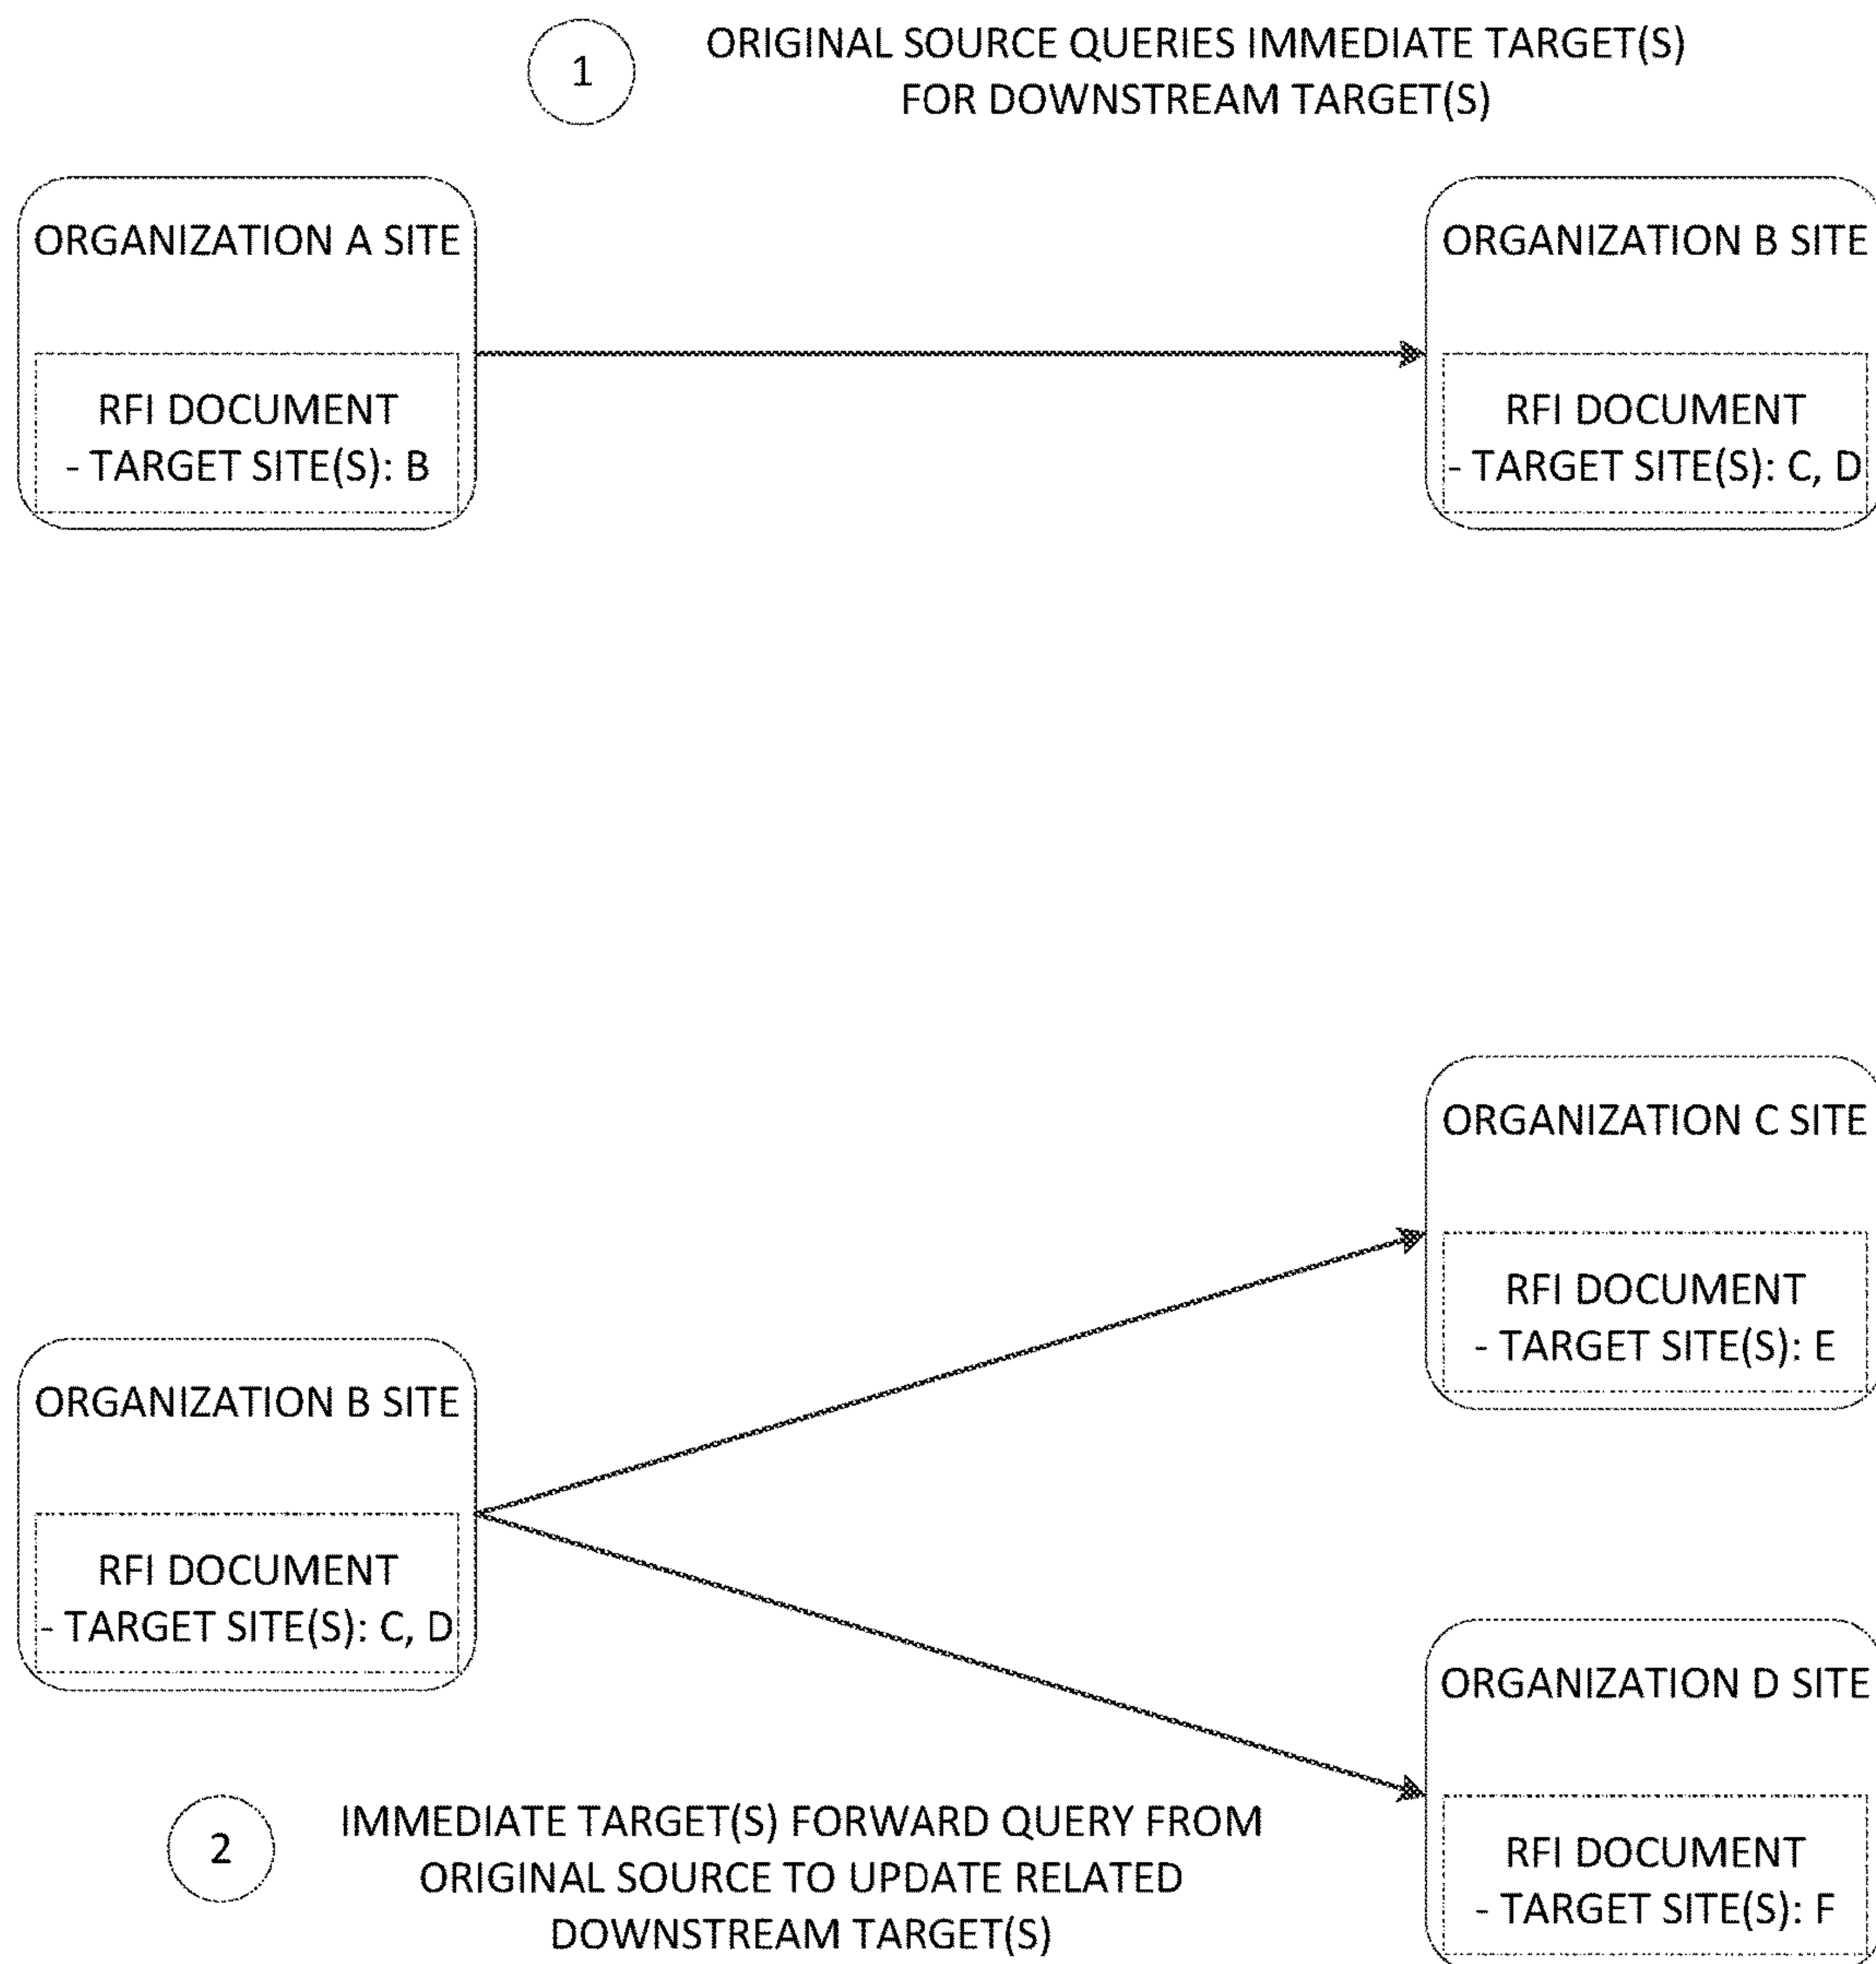 1
ORIGINAL SOURCE QUERIES IMMEDIATE TARGET(S)
FOR DOWNSTREAM TARGET(S)
ORGANIZATION A SITE
RFI DOCUMENT
- TARGET SITE(S): B
ORGANIZATION B SITE
RFI DOCUMENT
- TARGET SITE(S): C, D
ORGANIZATION C SITE
RFI DOCUMENT
- TARGET SITE(S): E
ORGANIZATION B SITE
RFI DOCUMENT
- TARGET SITE(S): C, D
ORGANIZATION D SITE
RFI DOCUMENT
- TARGET SITE(S): F
2
IMMEDIATE TARGET(S) FORWARD QUERY FROM
ORIGINAL SOURCE TO UPDATE RELATED
DOWNSTREAM TARGET(S)